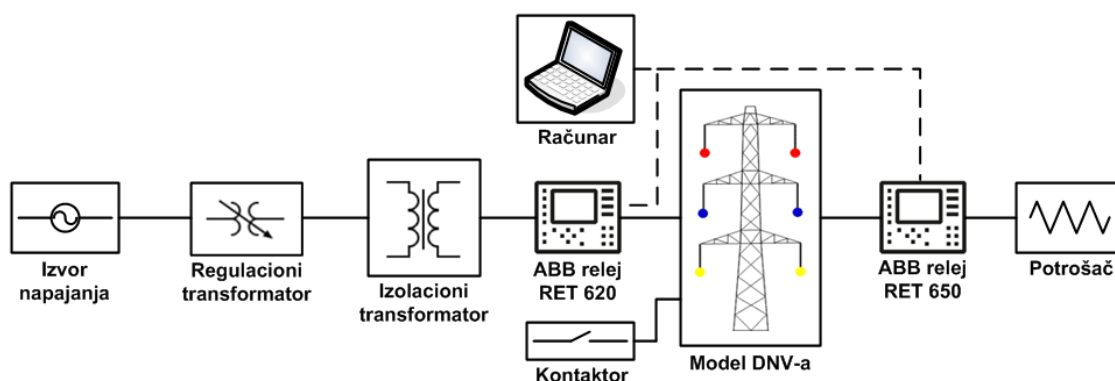 Računar
Izvor
napajanja
Regulacioni
transformator
Izolacioni
transformator
ABB relej
RET 620
Kontaktor
Model DNV-a
ABB relej
RET 650
Potrošač